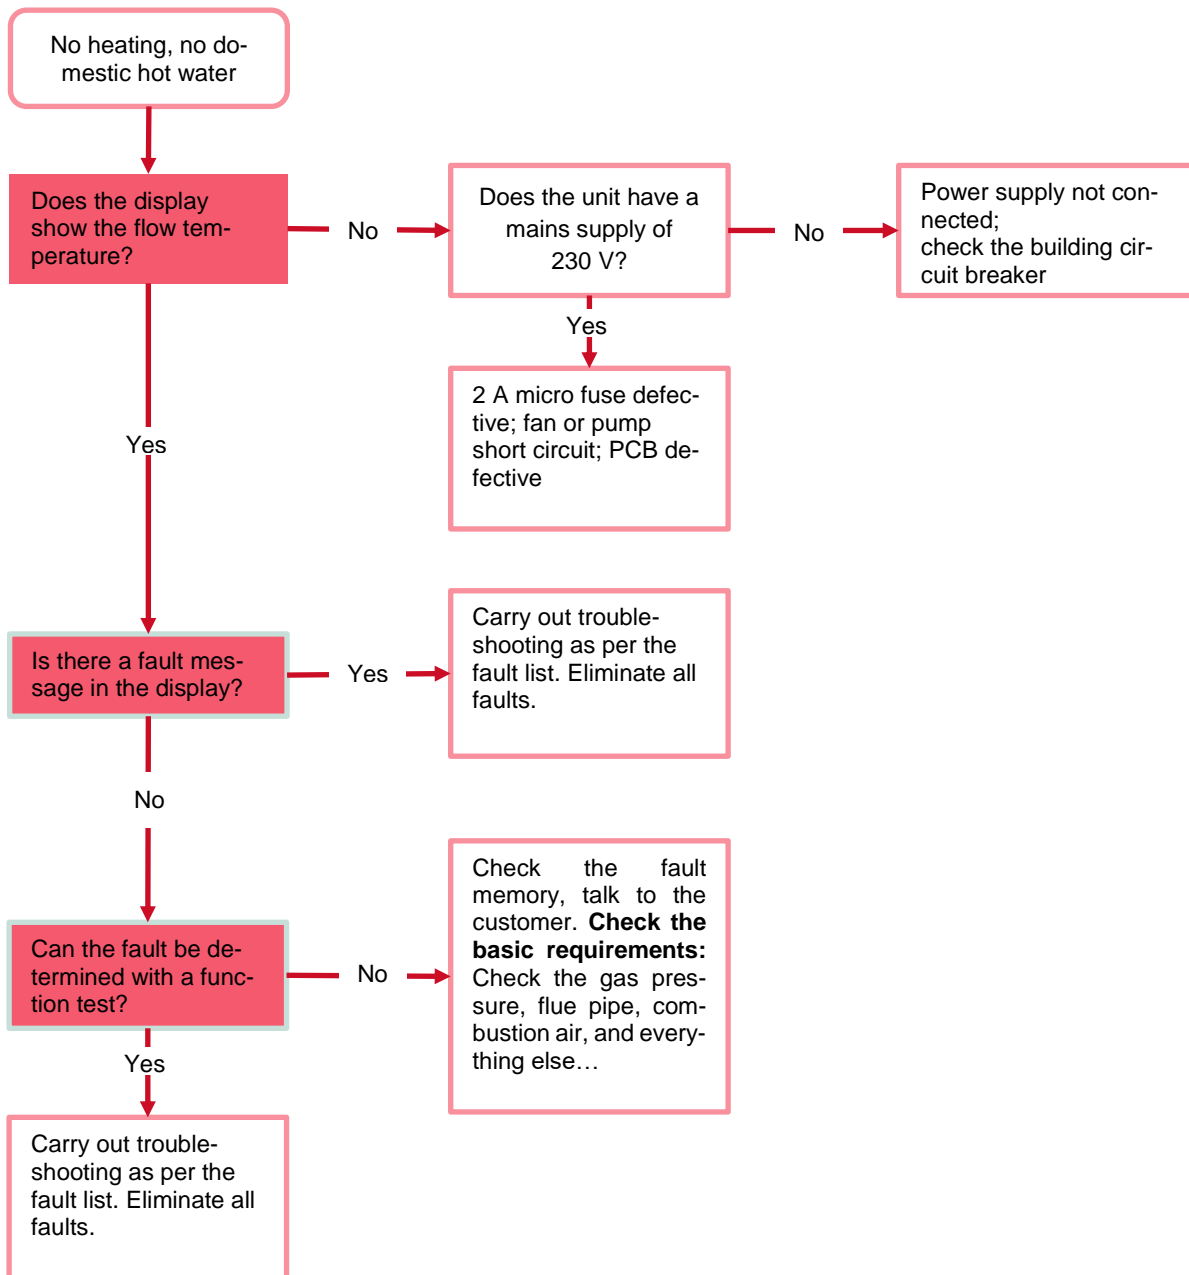 No heating, no do-
mestic hot water
Does the display
show the flow tem-
perature?
No
Does the unit have a
mains supply of
230 V?
No
Power supply not con-
nected;
check the building cir-
cuit breaker
Yes
2 A micro fuse defec-
tive; fan or pump
short circuit; PCB de-
fective
Yes
Is there a fault mes-
sage in the display?
Yes
Carry out trouble-
shooting as per the
fault list. Eliminate all
faults.
No
Can the fault be de-
termined with a func-
tion test?
No
Check the fault
memory, talk to the
customer. Check the
basic requirements:
Check the gas pres-
sure, flue pipe, com-
bustion air, and every-
thing else…
Yes
Carry out trouble-
shooting as per the
fault list. Eliminate all
faults.